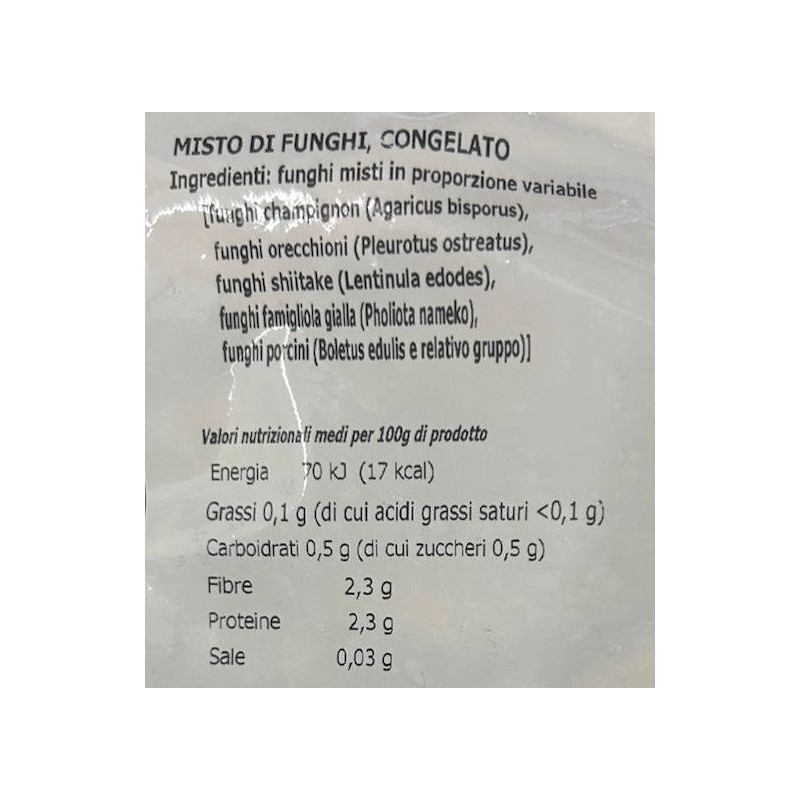 MISTO DI FUNGHI, CONGELATO
Ingredienti: funghi misti in proporzione variabile
[funghi champignon (Agaricus bisporus),
funghi orecchioni (Pleurotus ostreatus),
funghi shiitake (Lentinula edodes),
funghi famigliola gialla (Pholiota nameko),
funghi porcini (Boletus edulis e relativo gruppo)]
Valori nutrizionali medi per 100g di prodotto
Energia 70 kJ (17 kcal)
Grassi 0,1 g (di cui acidi grassi saturi <0,1 g)
Carboidrati 0,5 g (di cui zuccheri 0,5 g)
Fibre 2,3 g
Proteine 2,3 g
Sale 0,03 g